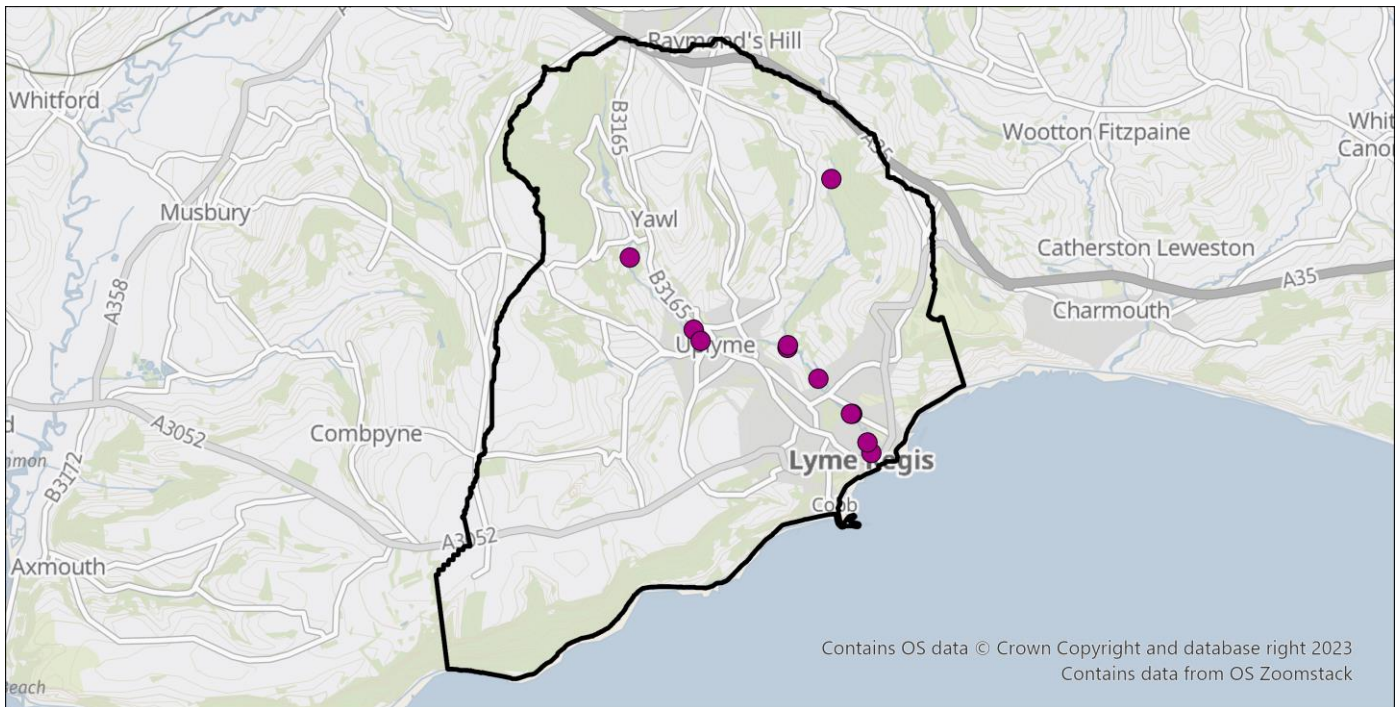 Raymond's Hill
Whitford
B3165
Wootton Fitzpaine
Whit
Canon
A35
Musbury
Yawl
Catherston Leweston
A358
B3165
A35
Charmouth
Uplyme
A3052
Combpyne
B3172
Lyme Regis
Cobb
A3052
Axmouth
Contains OS data © Crown Copyright and database right 2023
Contains data from OS Zoomstack
each